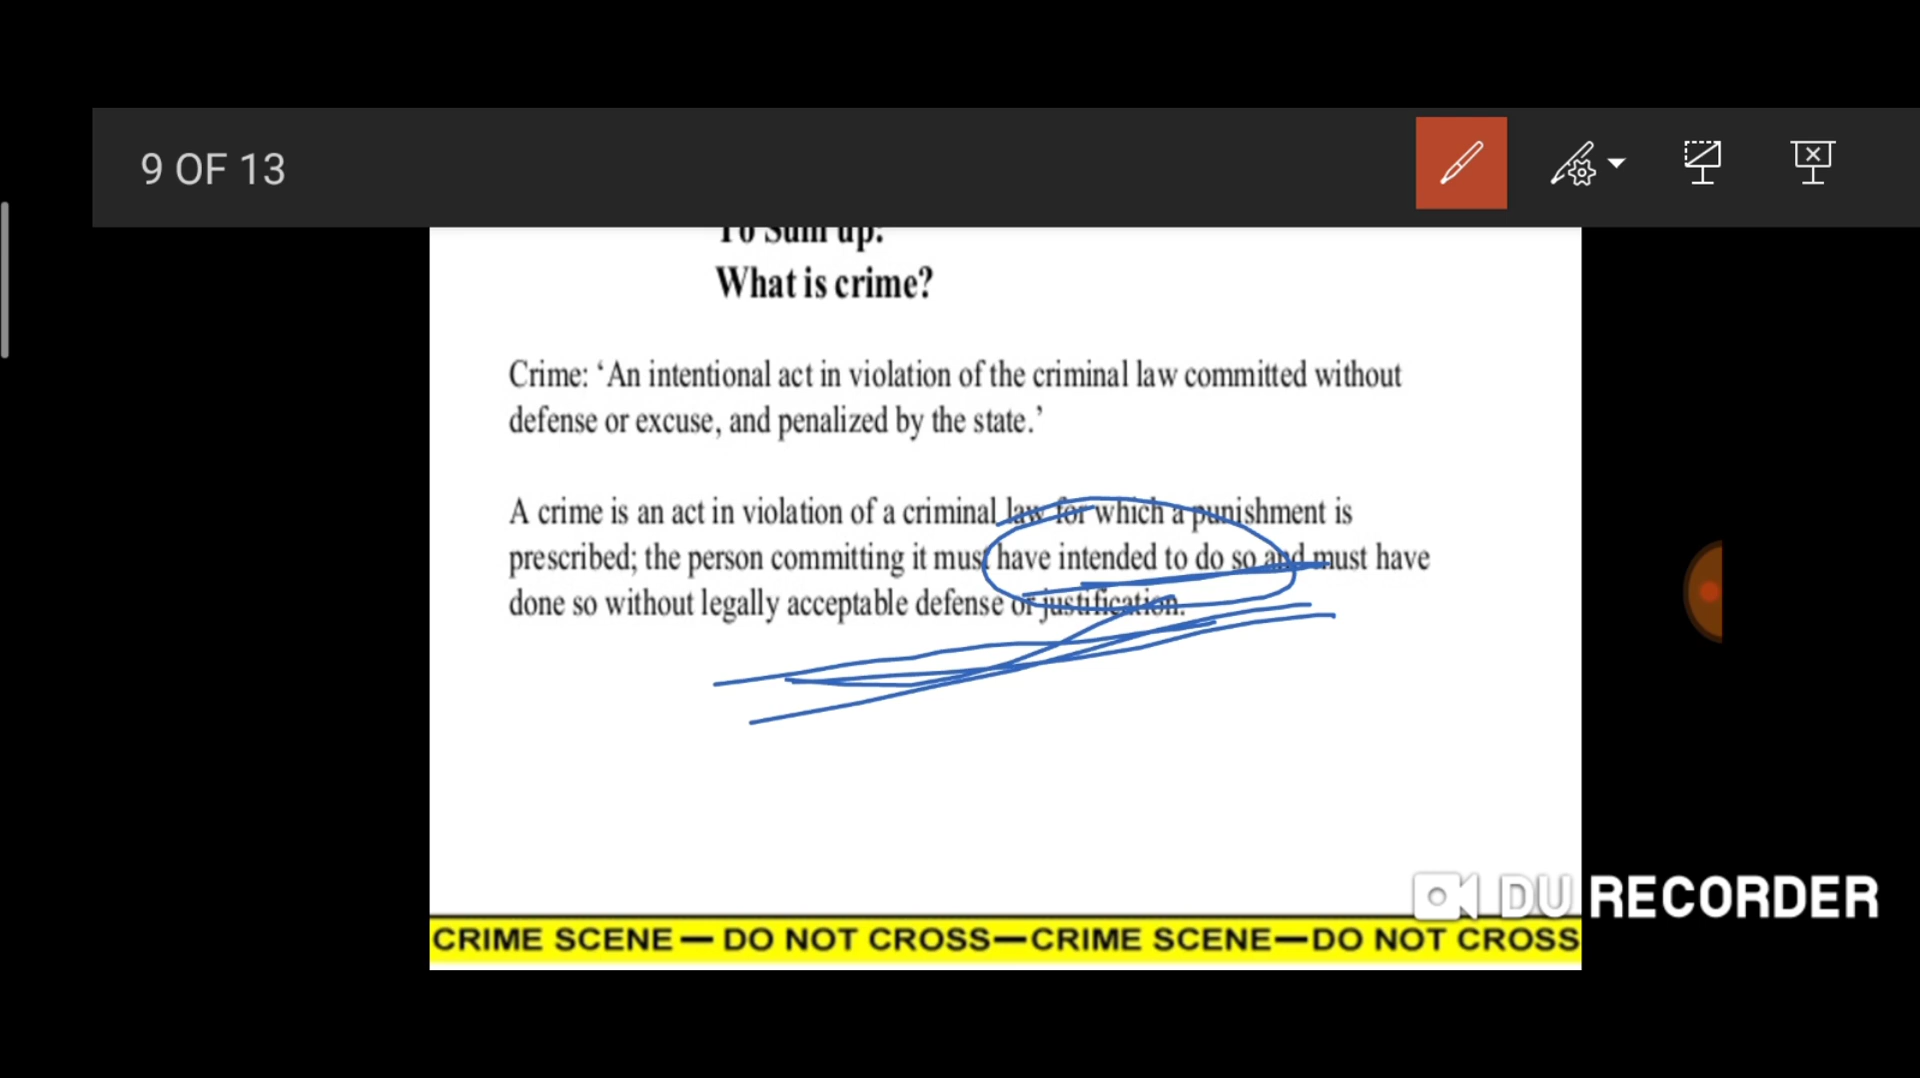 9 OF 13
To Sum up:
What is crime?
Crime: ‘An intentional act in violation of the criminal law committed without
defense or excuse, and penalized by the state.’
A crime is an act in violation of a criminal law for which a punishment is
prescribed; the person committing it must have intended to do so and must have
done so without legally acceptable defense or justification.
DU RECORDER
CRIME SCENE — DO NOT CROSS—CRIME SCENE—DO NOT CROSS